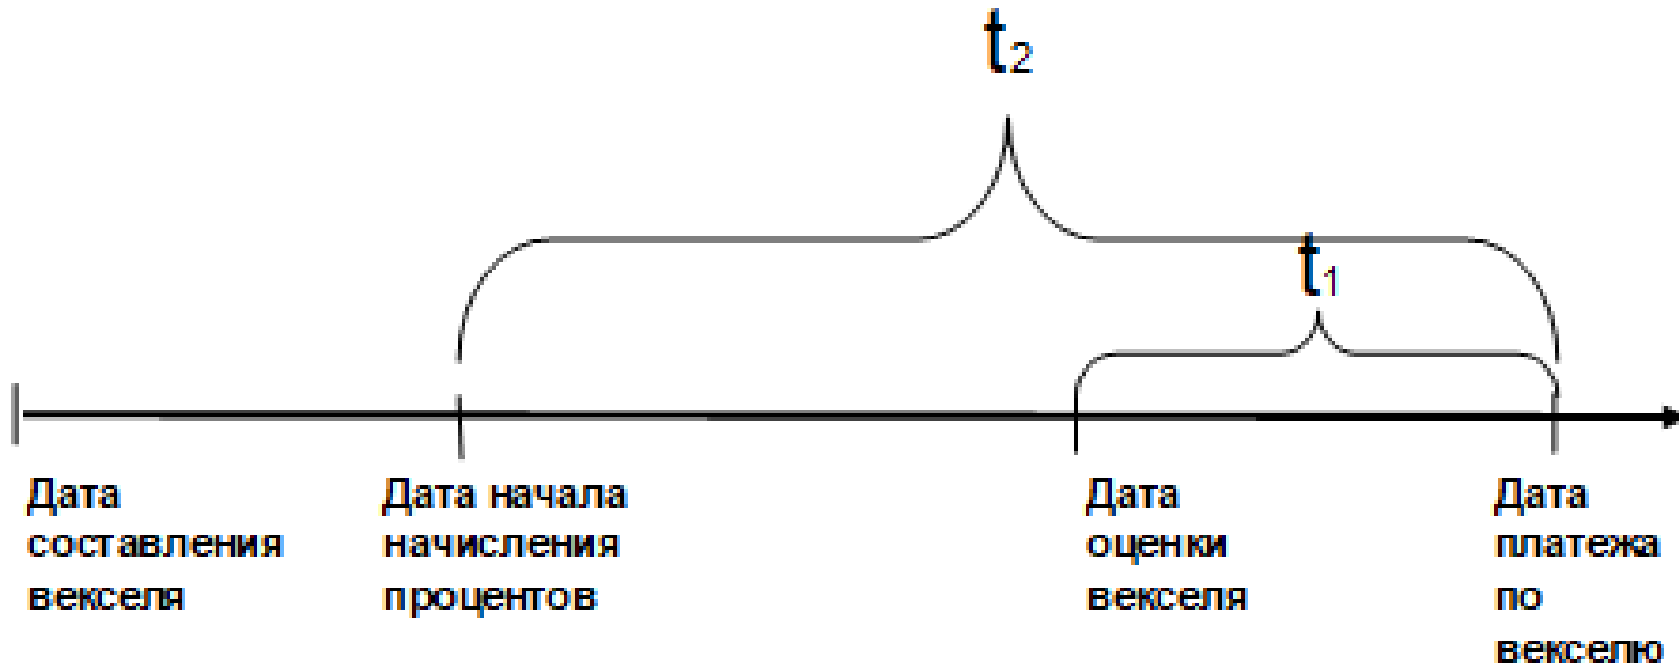 t2
t1
Дата
составления
векселя
Дата начала
начисления
процентов
Дата
оценки
векселя
Дата
платежа
по
векселю